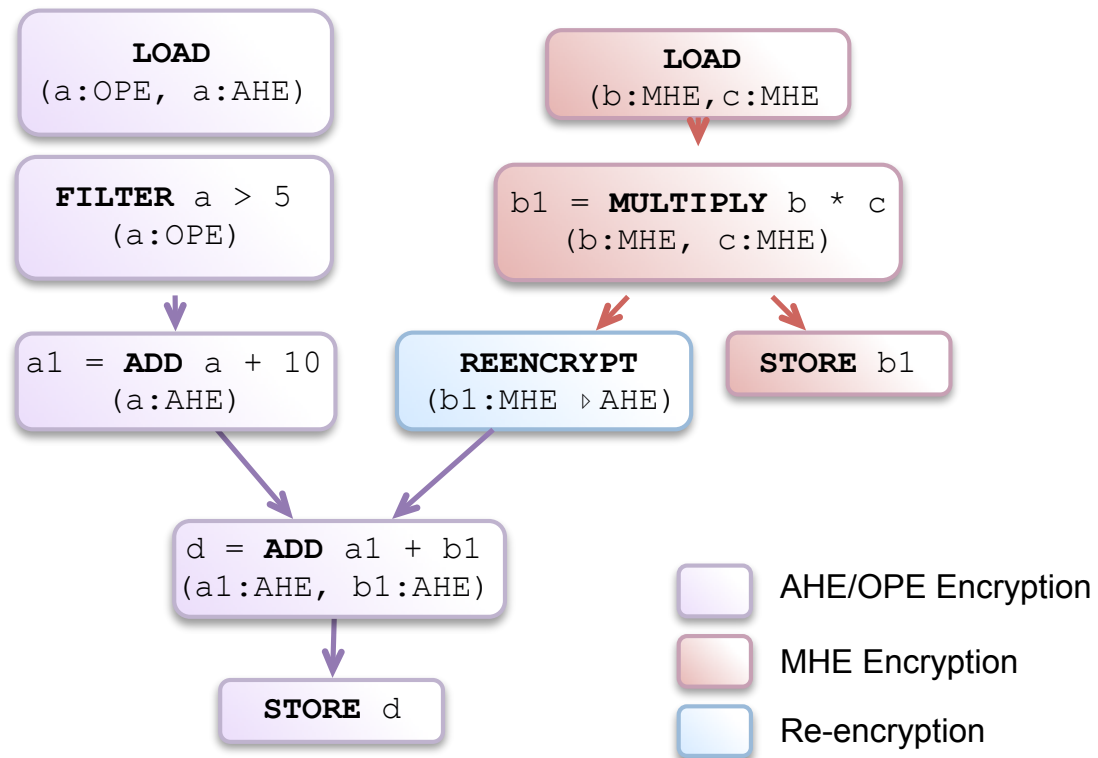 LOAD
(a:OPE, a:AHE)
FILTER a > 5
(a:OPE)
a1 = ADD a + 10
(a:AHE)
LOAD
(b:MHE,c:MHE
b1 = MULTIPLY b * c
(b:MHE, c:MHE)
REENCRYPT
(b1:MHE ▹ AHE)
STORE b1
d = ADD a1 + b1
(a1:AHE, b1:AHE)
STORE d
AHE/OPE Encryption
MHE Encryption
Re-encryption